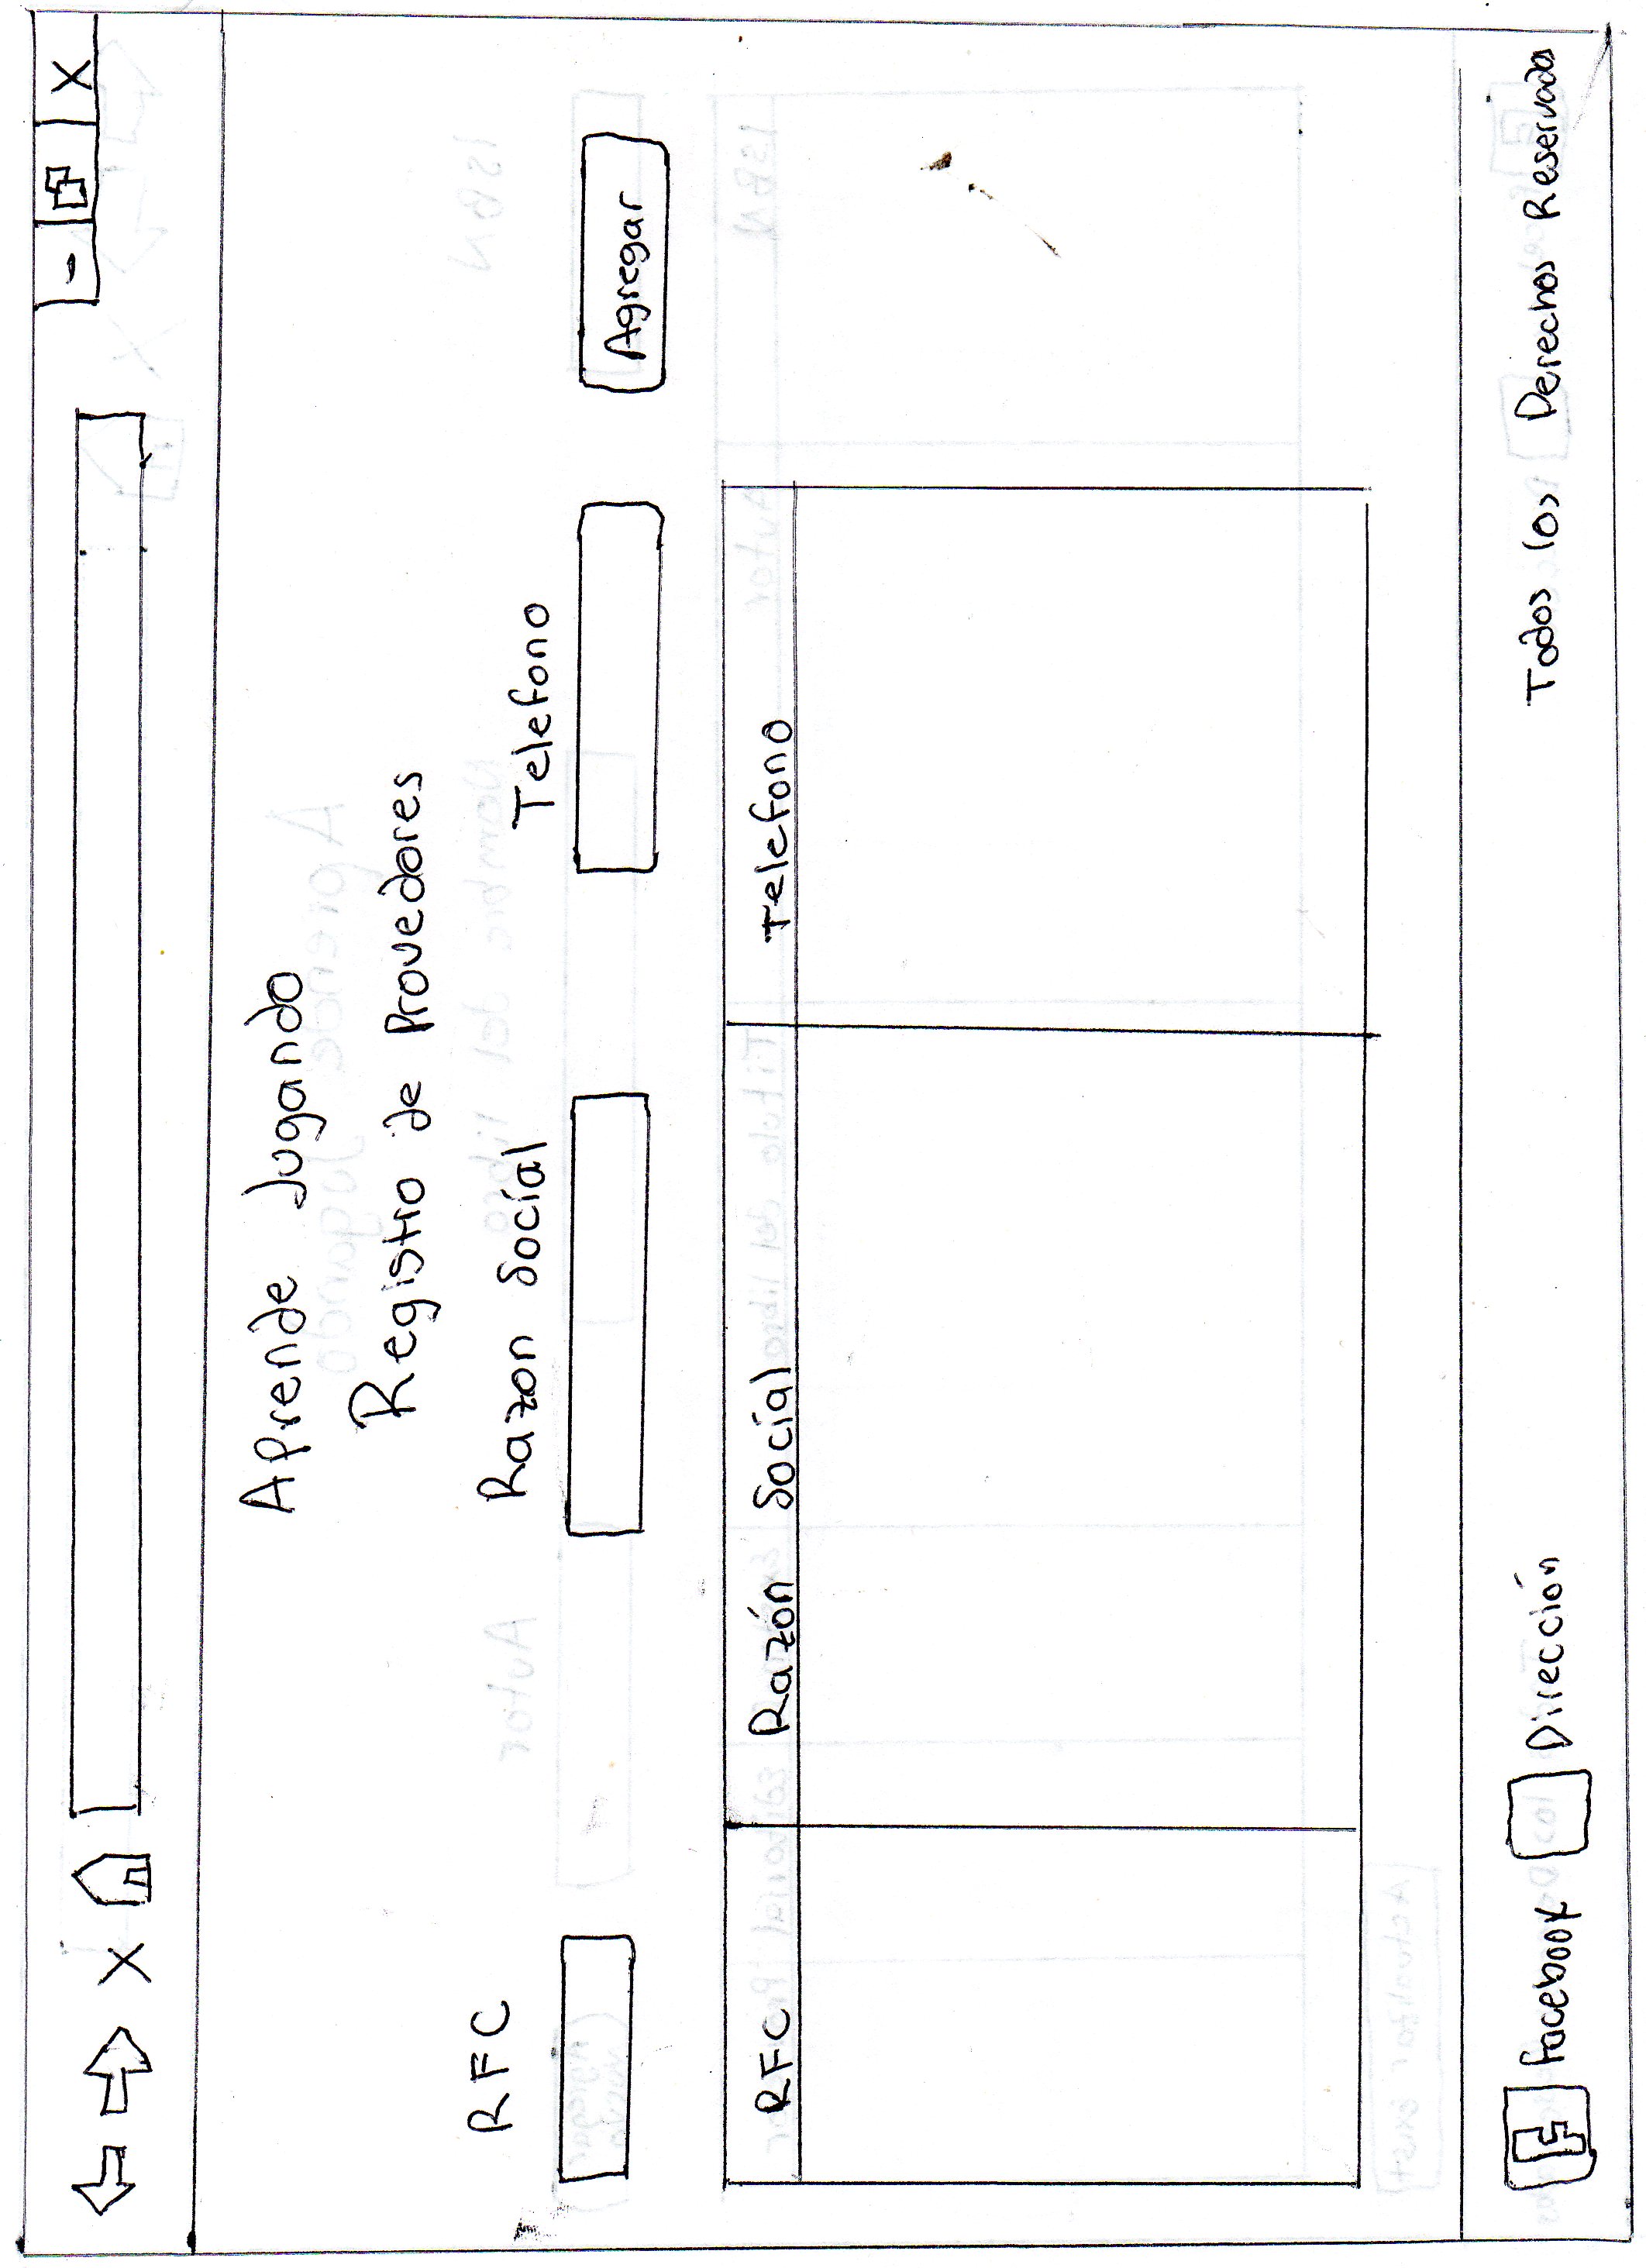 Aprende Jugando
Registro de Provedores
RFC Razon Social Telefono
Agregar
RFC Razón Social Telefono
facebook Dirección Todos los Derechos Reservados